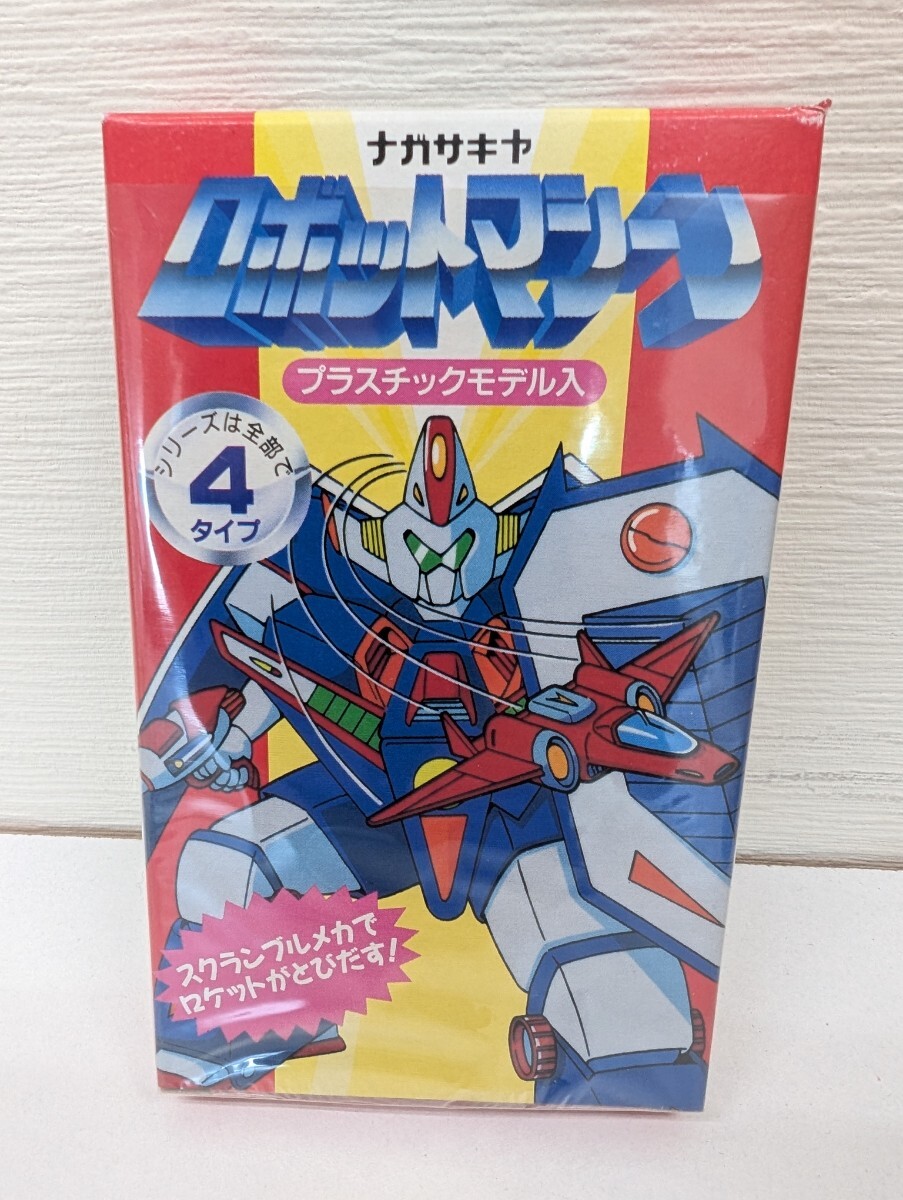 ナガサキヤ
ロボットマシーン
プラスチックモデル入
シリーズは全部で
4
タイプ
スクランブルメカで
ロケットがとびだす!